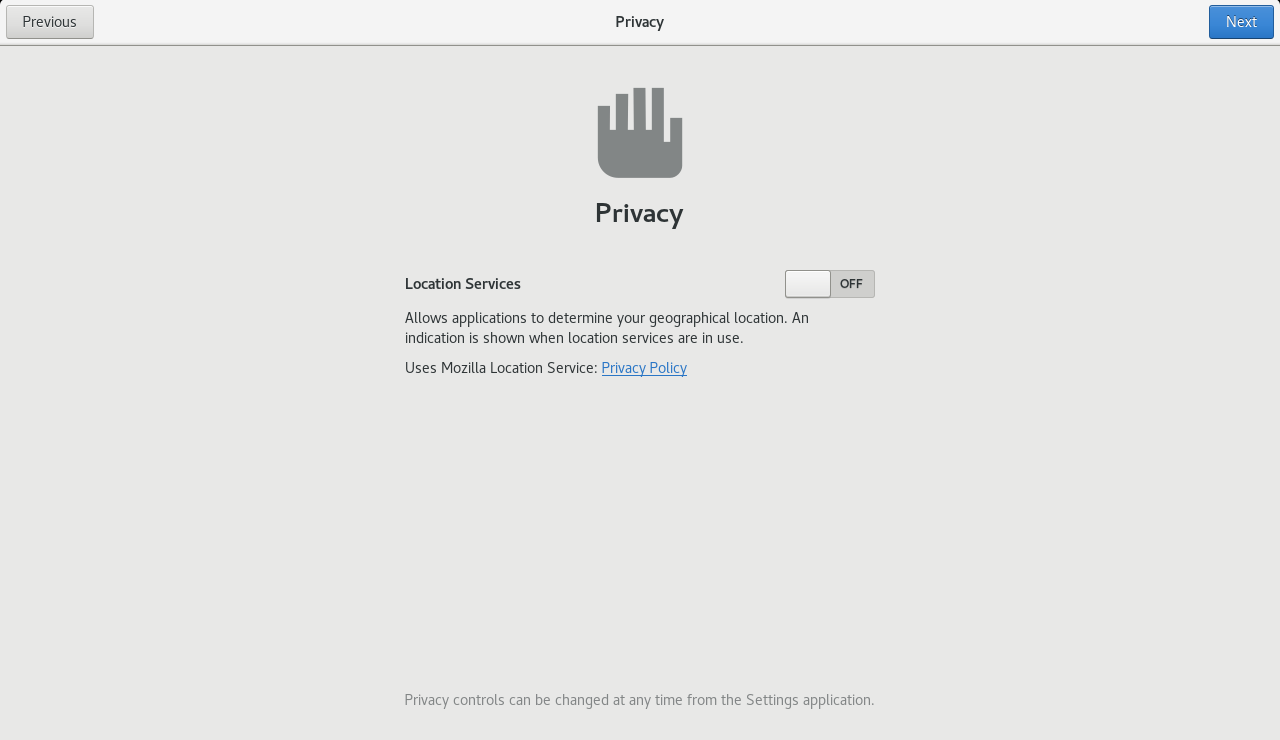 Previous
Privacy
Next
Privacy
Location Services
OFF
Allows applications to determine your geographical location. An
indication is shown when location services are in use.
Uses Mozilla Location Service: Privacy Policy
Privacy controls can be changed at any time from the Settings application.